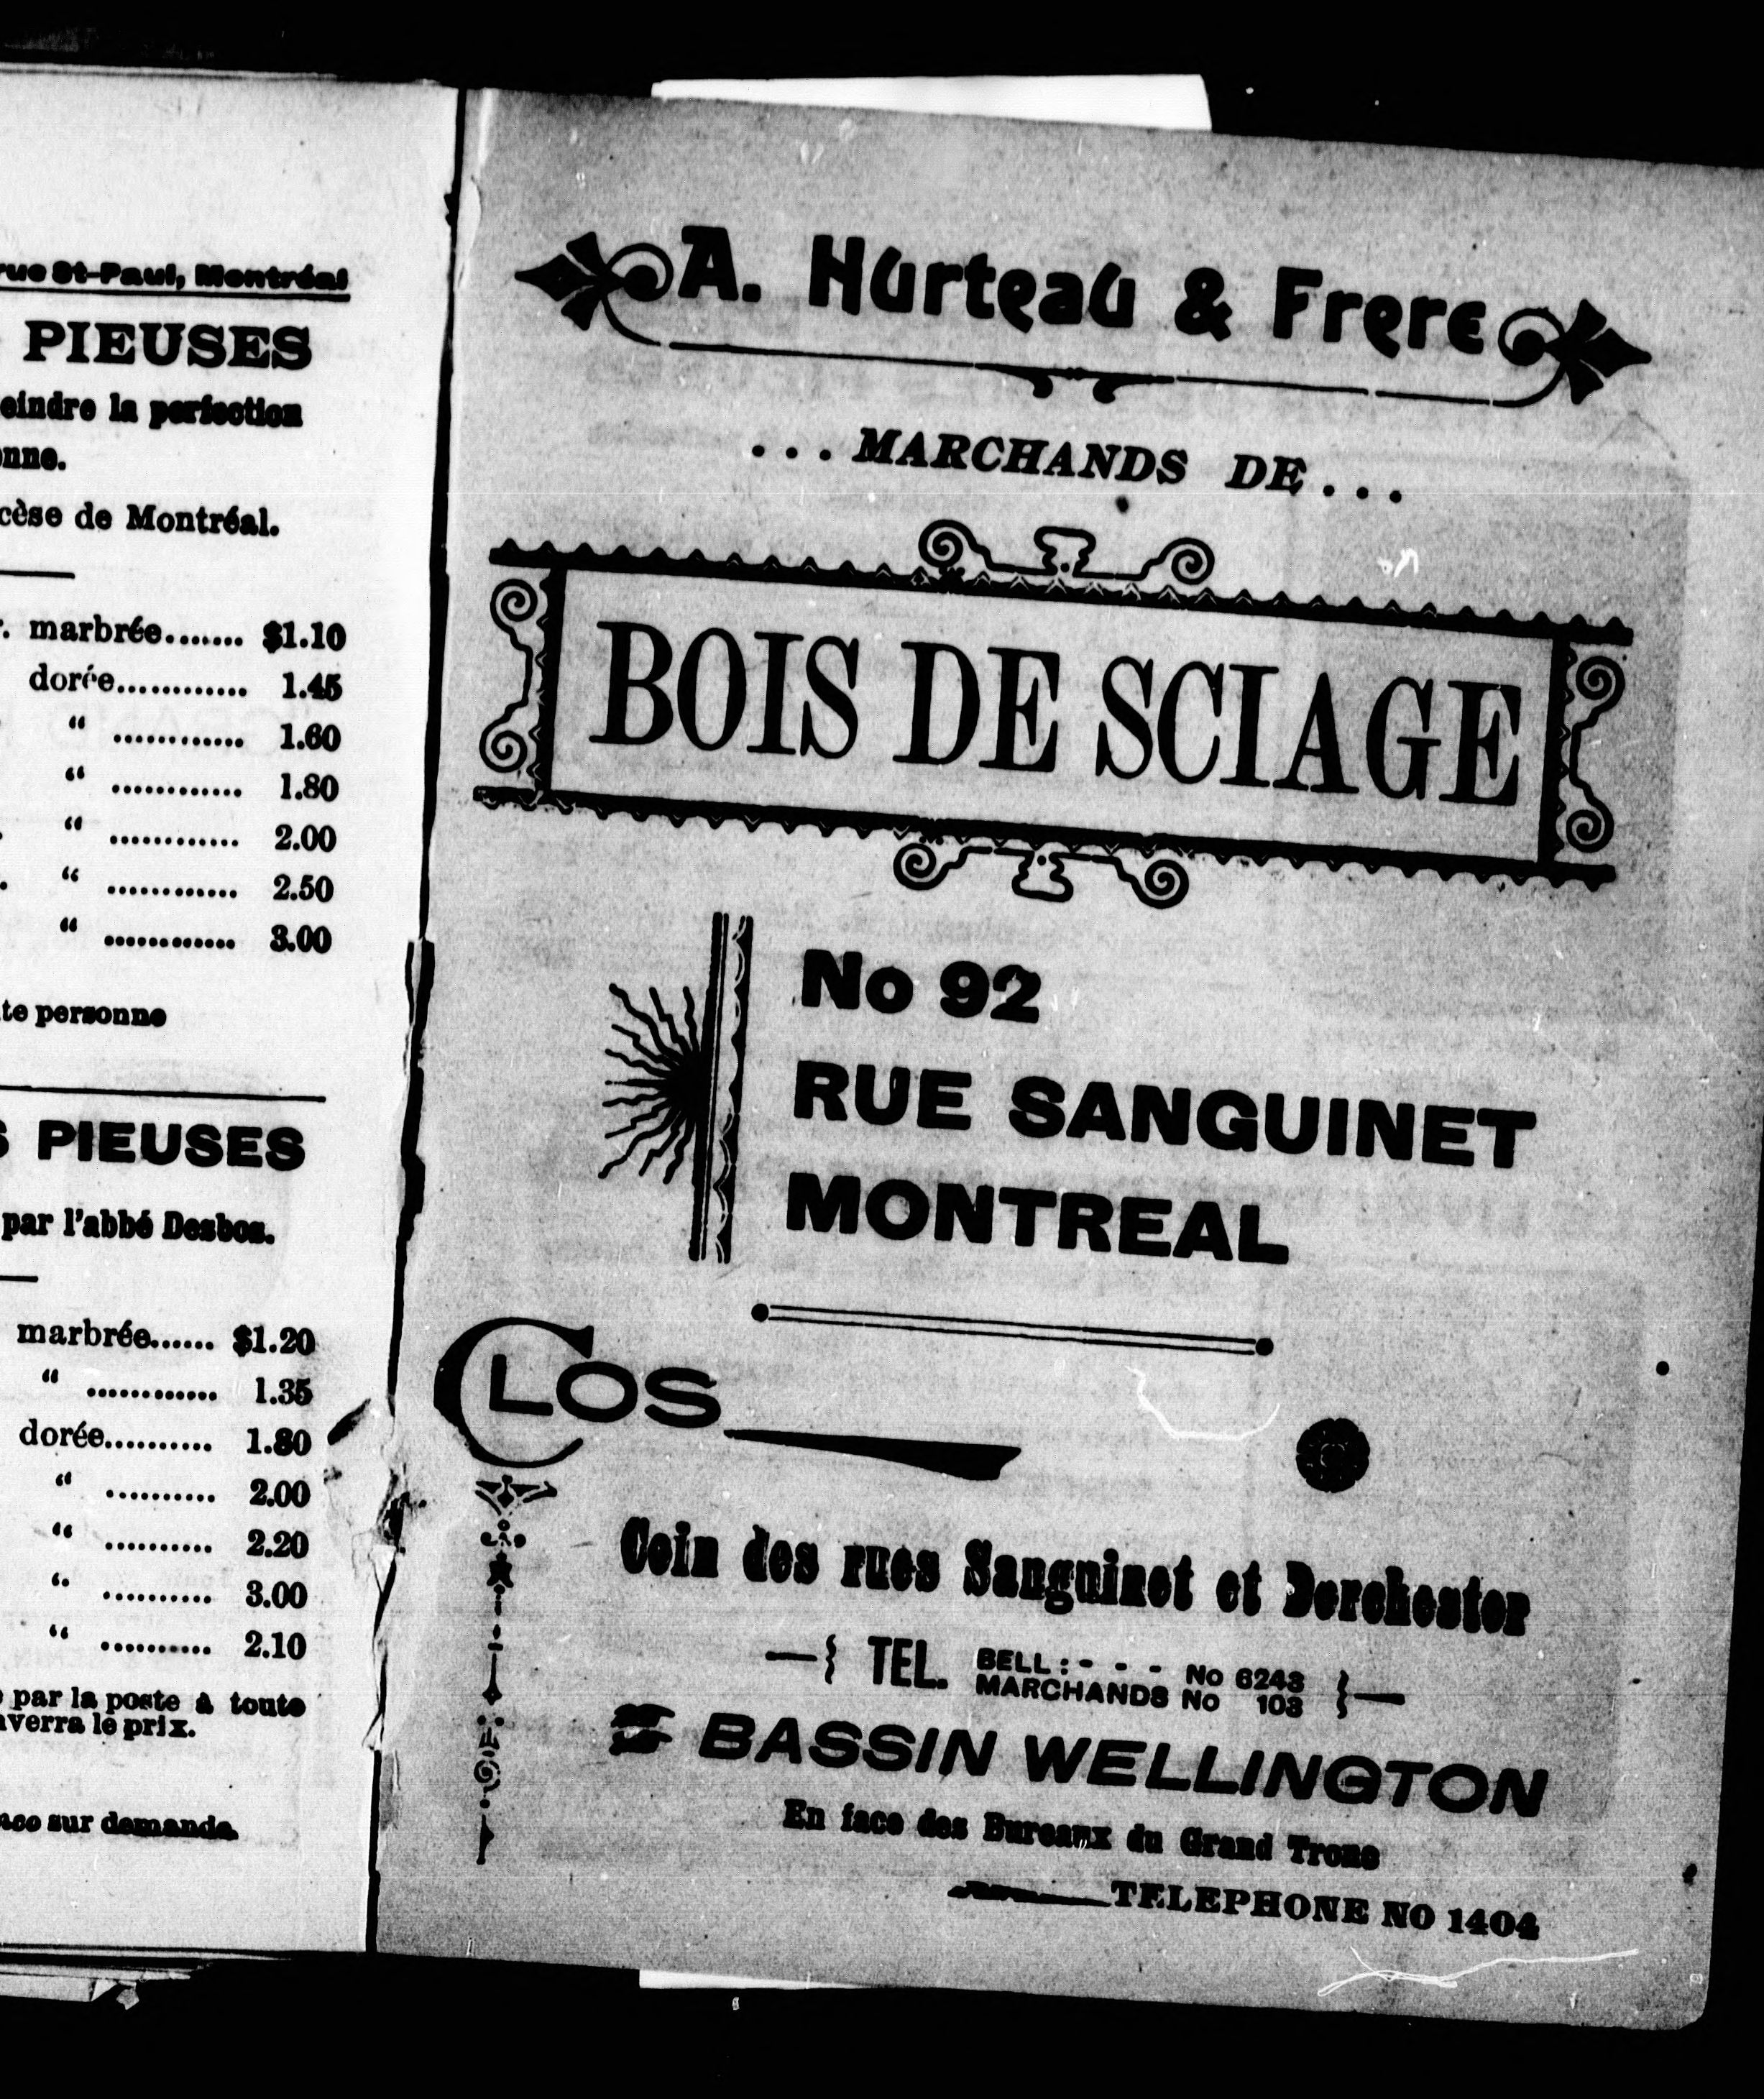 rue St-Paul, Montréal
PIEUSES
eindre la perfection
onne.
cèse de Montréal.
r. marbrée....... $1.10
dorée............ 1.45
“ ............ 1.60
“ ............ 1.80
“ ............ 2.00
“ ............ 2.50
“ ............ 3.00
te personne
S PIEUSES
par l'abbé Desbos.
marbrée...... $1.20
“ ............ 1.35
dorée.......... 1.80
“ .......... 2.00
“ .......... 2.20
“ .......... 3.00
“ .......... 2.10
par la poste à toute
verra le prix.
sur demande
A. Hurteau & Frere
...MARCHANDS DE...
BOIS DE SCIAGE
No 92
RUE SANGUINET
MONTREAL
CLOS
Coin des rues Sanguinet et Dorchester
TEL. BELL: - - - No 6243
MARCHANDS No 103
BASSIN WELLINGTON
En face des Bureaux du Grand Tronc
TELEPHONE NO 1404